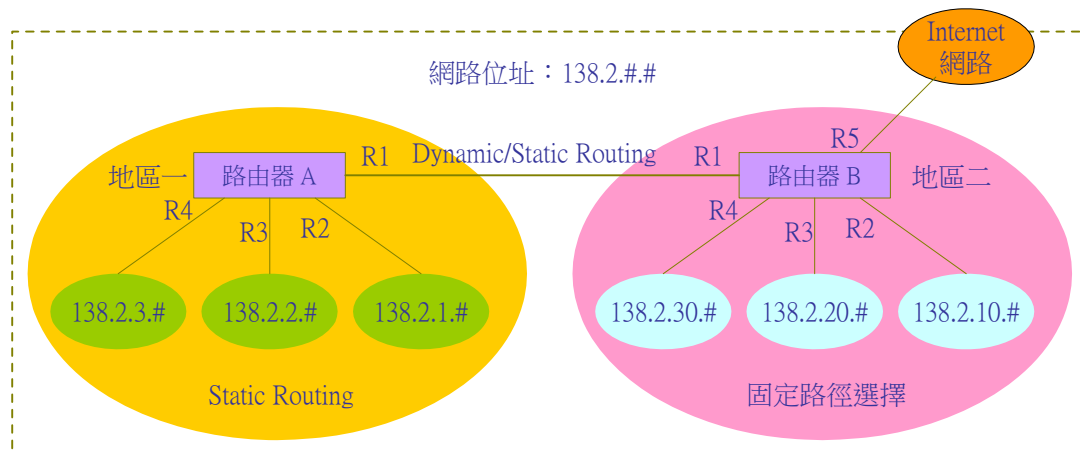 Internet
網路
網路位址：138.2.#.#
R5
R1
Dynamic/Static Routing
R1
地區一
路由器 A
路由器 B
地區二
R4
R3
R2
R4
R3
R2
138.2.3.#
138.2.2.#
138.2.1.#
138.2.30.#
138.2.20.#
138.2.10.#
Static Routing
固定路徑選擇